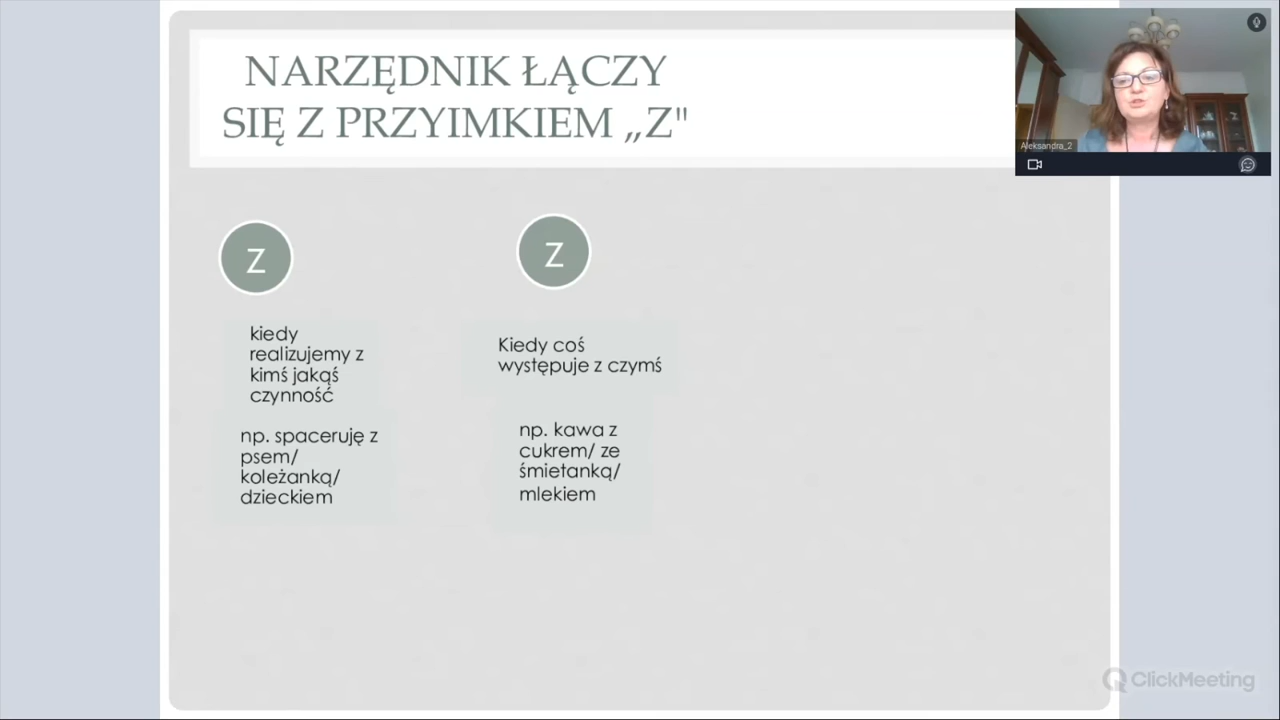 NARZĘDNIK ŁĄCZY
SIĘ Z PRZYIMKIEM „Z"
Aleksandra_2
Z
kiedy
realizujemy z
kimś jakąś
czynność
np. spaceruję z
psem/
koleżanką/
dzieckiem
Z
Kiedy coś
występuje z czymś
np. kawa z
cukrem/ ze
śmietanką/
mlekiem
ClickMeeting